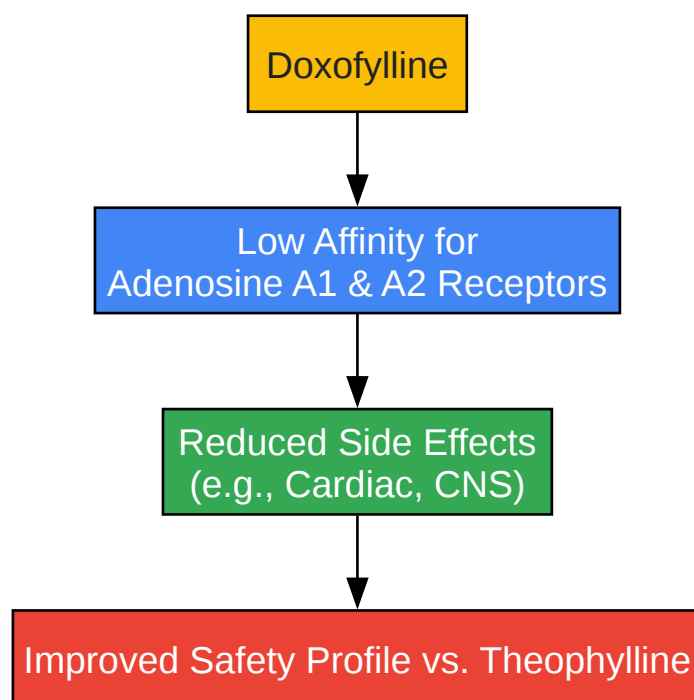 Doxofylline
Low Affinity for
Adenosine A1 & A2 Receptors
Reduced Side Effects
(e.g., Cardiac, CNS)
Improved Safety Profile vs. Theophylline